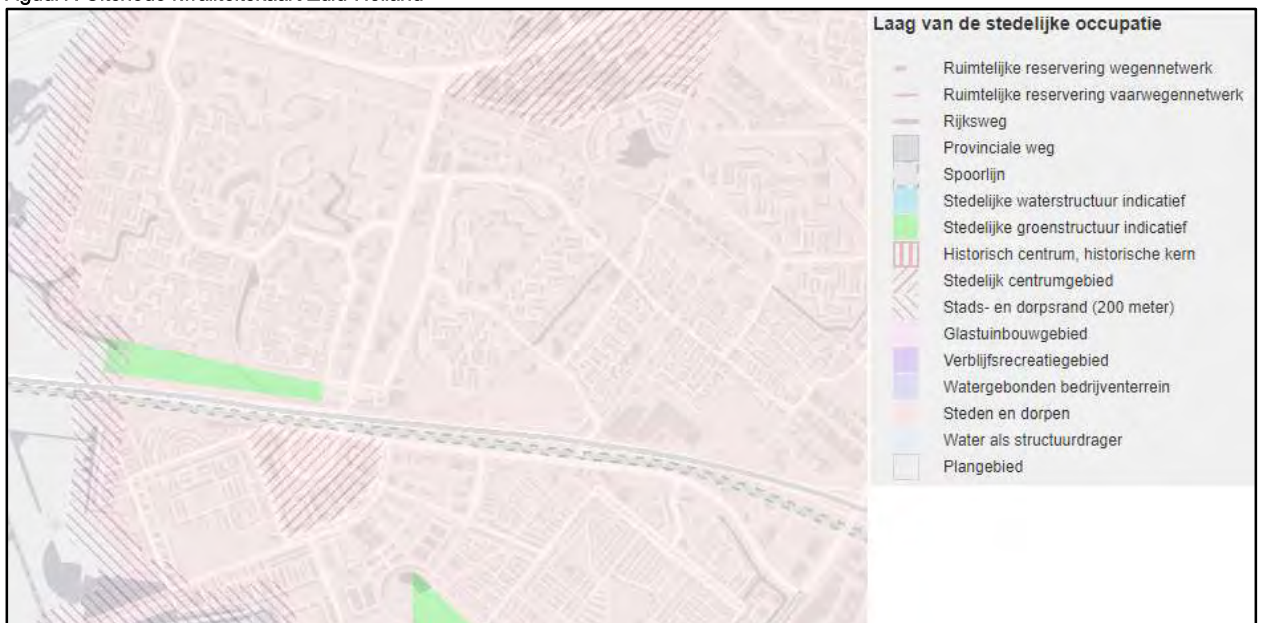 Laag van de stedelijke occupatie
Ruimtelijke reservering wegennetwerk
Ruimtelijke reservering vaarwegennetwerk
Rijksweg
Provinciale weg
Spoorlijn
Stedelijke waterstructuur indicatief
Stedelijke groenstructuur indicatief
Historisch centrum, historische kern
Stedelijk centrumgebied
Stads- en dorpsrand (200 meter)
Glastuinbouwgebied
Verblijfsrecreatiegebied
Watergebonden bedrijventerrein
Steden en dorpen
Water als structuurdrager
Plangebied